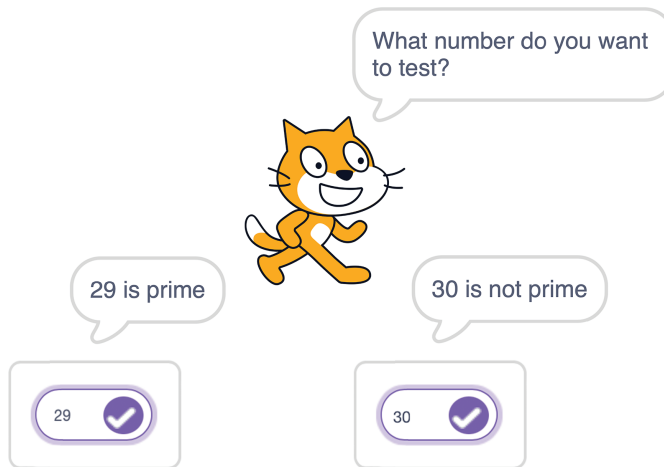 What number do you want
to test?
29 is prime
30 is not prime
29
30